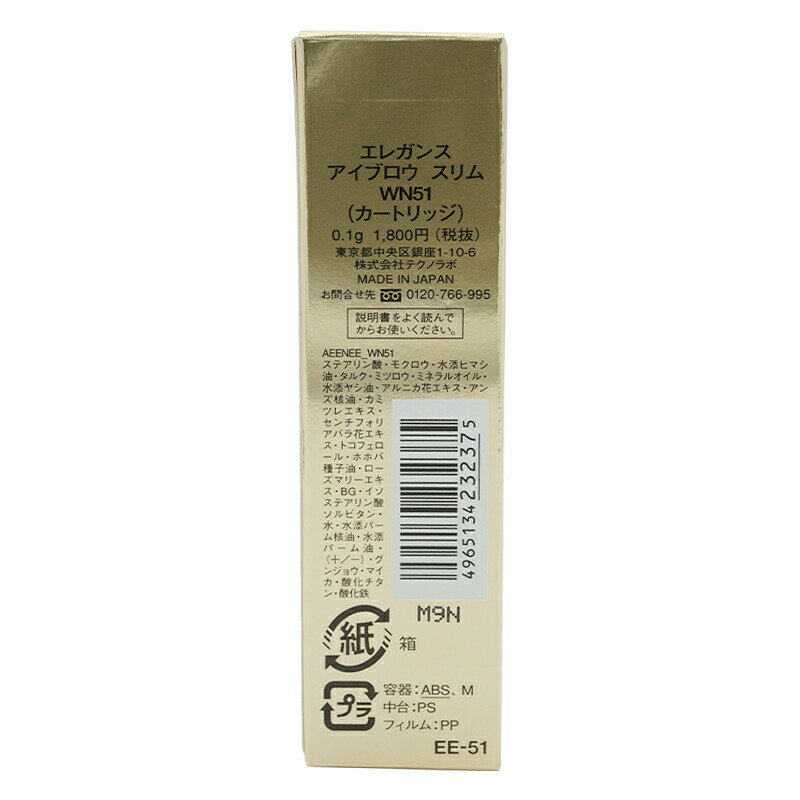 エレガンス
アイブロウ スリム
WN51
(カートリッジ)
0.1g 1,800円(税抜)
東京都中央区銀座1-10-6
株式会社テクノラボ
MADE IN JAPAN
お問合せ先 0120-766-995
説明書をよく読んで
からお使いください。
AEENEE_WN51
ステアリン酸・モクロウ・水添ヒマシ
油・タルク・ミツロウ・ミネラルオイル・
水添ヤシ油・アルニカ花エキス・アン
ズ核油・カミ
ツレエキス・
センチフォリ
アバラ花エキ
ス・トコフェロ
ール・ホホバ
種子油・ロー
ズマリーエキ
ス・BG・イソ
ステアリン酸
ソルビタン・
水・水添パー
ム核油・水添
パーム油・
(+/-)・グ
ンジョウ・マイ
カ・酸化チタ
ン・酸化鉄
4965134232375
M9N
紙 箱
プラ
容器:ABS、M
中台:PS
フィルム:PP
EE-51